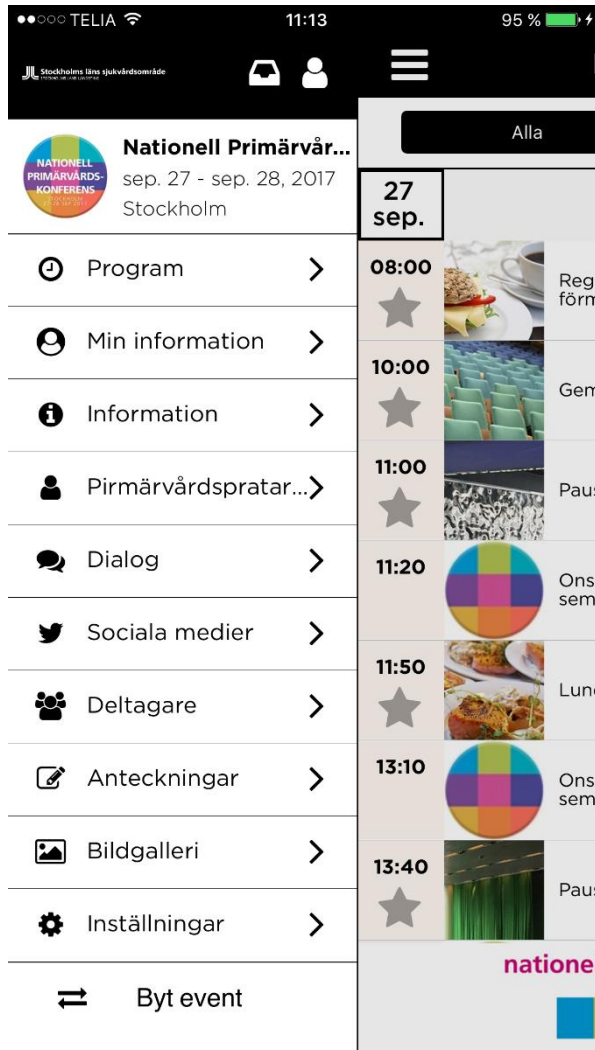 TELIA
11:13
95 %
Stockholms läns sjukvårdsområde
NATIONELL
PRIMÄRVÅRDS-
KONFERENS
Nationell Primärvår...
sep. 27 - sep. 28, 2017
Stockholm
Program
Min information
Information
Pirmärvårdspratar...
Dialog
Sociala medier
Deltagare
Anteckningar
Bildgalleri
Inställningar
Byt event
Alla
27
sep.
08:00
Reg
förm
10:00
Gem
11:00
Paus
11:20
Ons
sem
11:50
Lunc
13:10
Ons
sem
13:40
Paus
natione